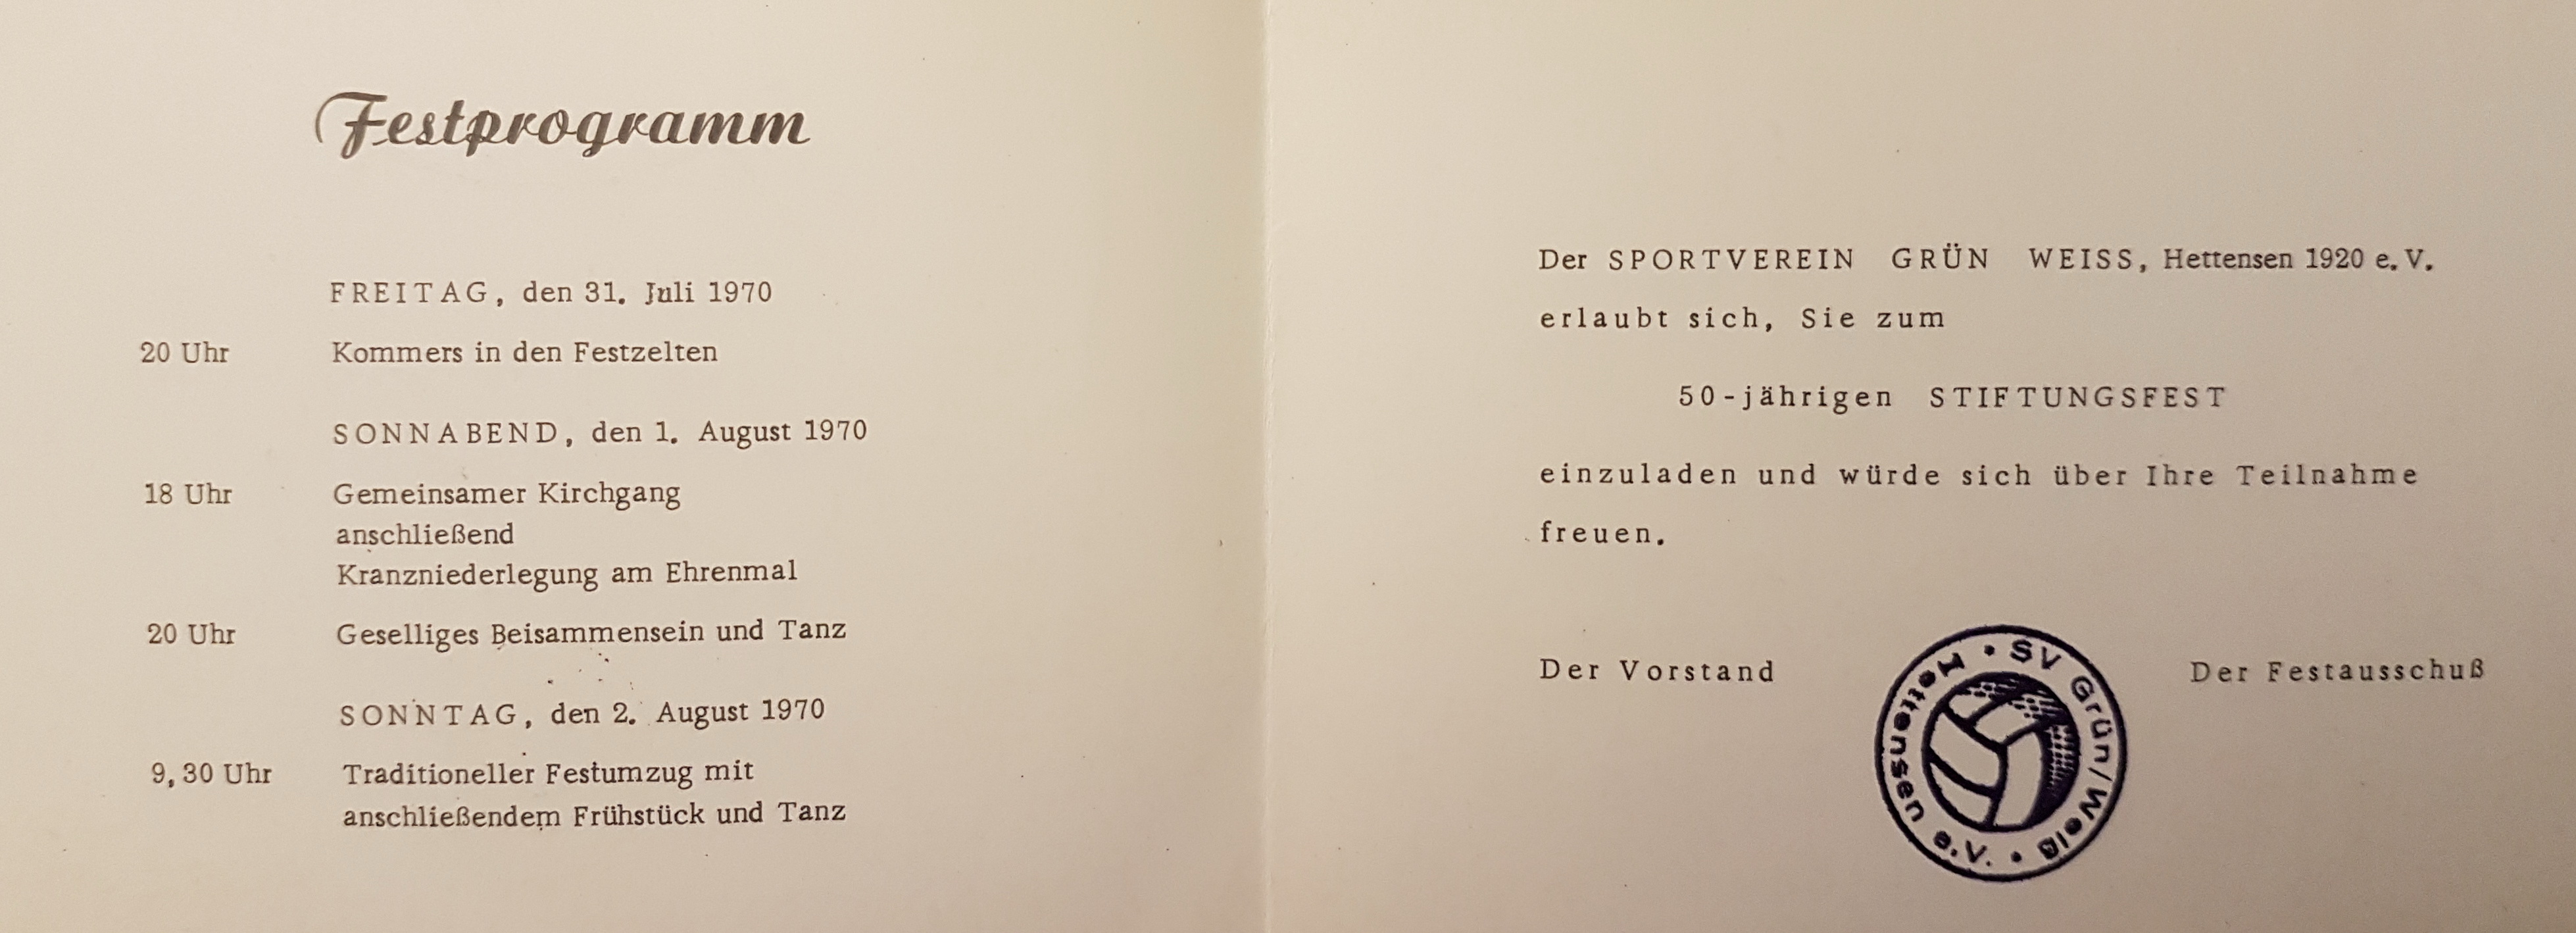 Festprogramm
FREITAG, den 31. Juli 1970
20 Uhr Kommers in den Festzelten
SONNABEND, den 1. August 1970
18 Uhr Gemeinsamer Kirchgang
anschließend
Kranzniederlegung am Ehrenmal
20 Uhr Geselliges Beisammensein und Tanz
SONNTAG, den 2. August 1970
9,30 Uhr Traditioneller Festumzug mit
anschließendem Frühstück und Tanz
Der SPORTVEREIN GRÜN WEISS, Hettensen 1920 e.V.
erlaubt sich, Sie zum
50-jährigen STIFTUNGSFEST
einzuladen und würde sich über Ihre Teilnahme
freuen.
Der Vorstand
SV Grün/Weiß • Hettensen e.V. •
Der Festausschuß